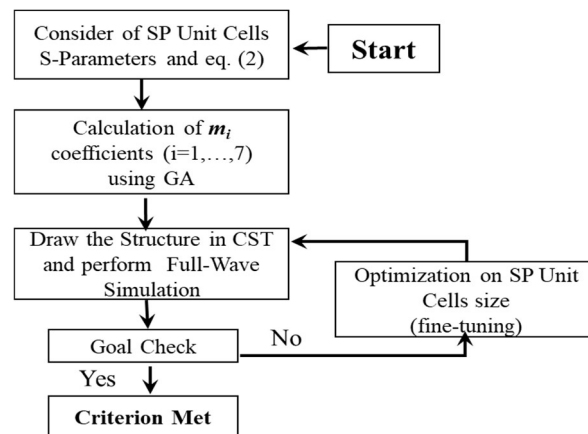 Consider of SP Unit Cells
S-Parameters and eq. (2)
Start
Calculation of mi
coefficients (i=1,…,7)
using GA
Draw the Structure in CST
and perform Full-Wave
Simulation
Optimization on SP Unit
Cells size
(fine-tuning)
Goal Check
No
Yes
Criterion Met